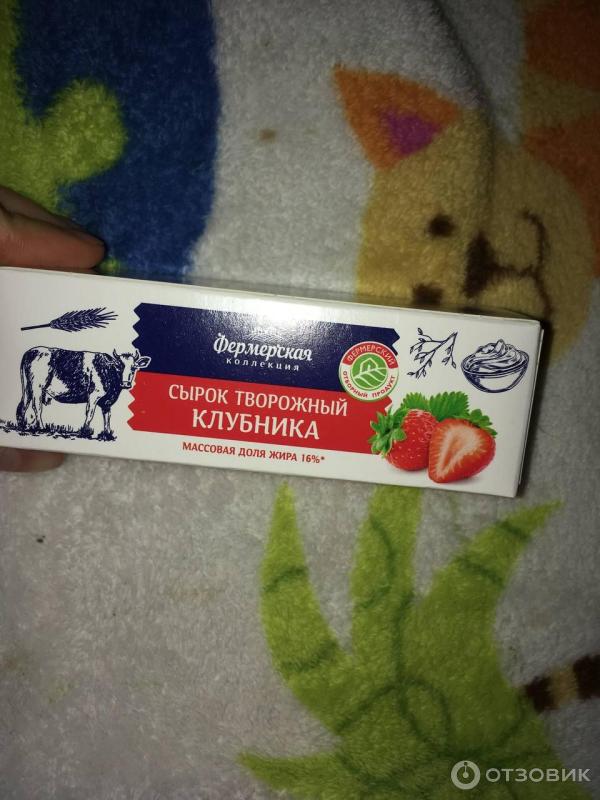 Фермерская
КОЛЛЕКЦИЯ
СЫРОК ТВОРОЖНЫЙ
КЛУБНИКА
МАССОВАЯ ДОЛЯ ЖИРА 16%*
ФЕРМЕРСКИЙ
ОТБОРНЫЙ ПРОДУКТ
ОТЗОВИК